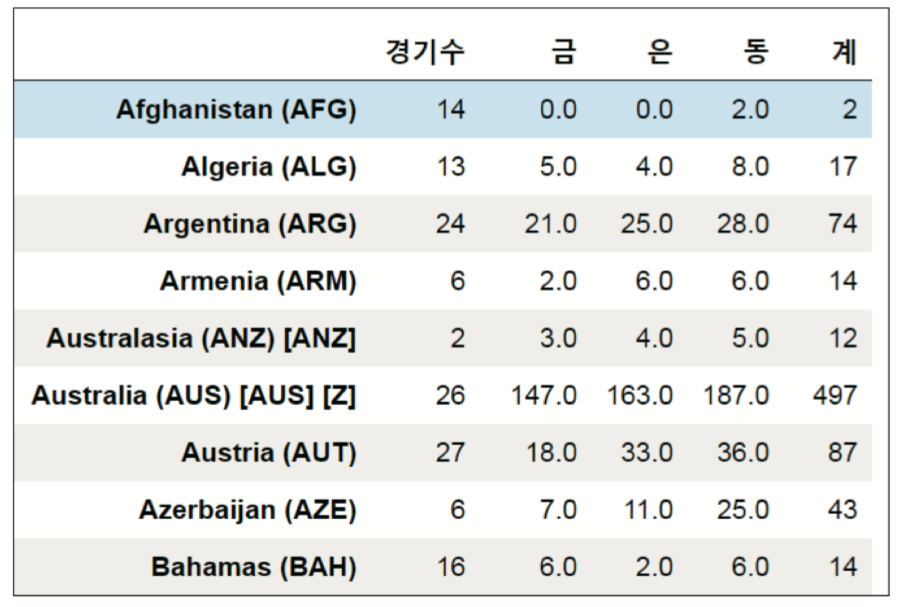 경기수 금 은 동 계
Afghanistan (AFG) 14 0.0 0.0 2.0 2
Algeria (ALG) 13 5.0 4.0 8.0 17
Argentina (ARG) 24 21.0 25.0 28.0 74
Armenia (ARM) 6 2.0 6.0 6.0 14
Australasia (ANZ) [ANZ] 2 3.0 4.0 5.0 12
Australia (AUS) [AUS] [Z] 26 147.0 163.0 187.0 497
Austria (AUT) 27 18.0 33.0 36.0 87
Azerbaijan (AZE) 6 7.0 11.0 25.0 43
Bahamas (BAH) 16 6.0 2.0 6.0 14